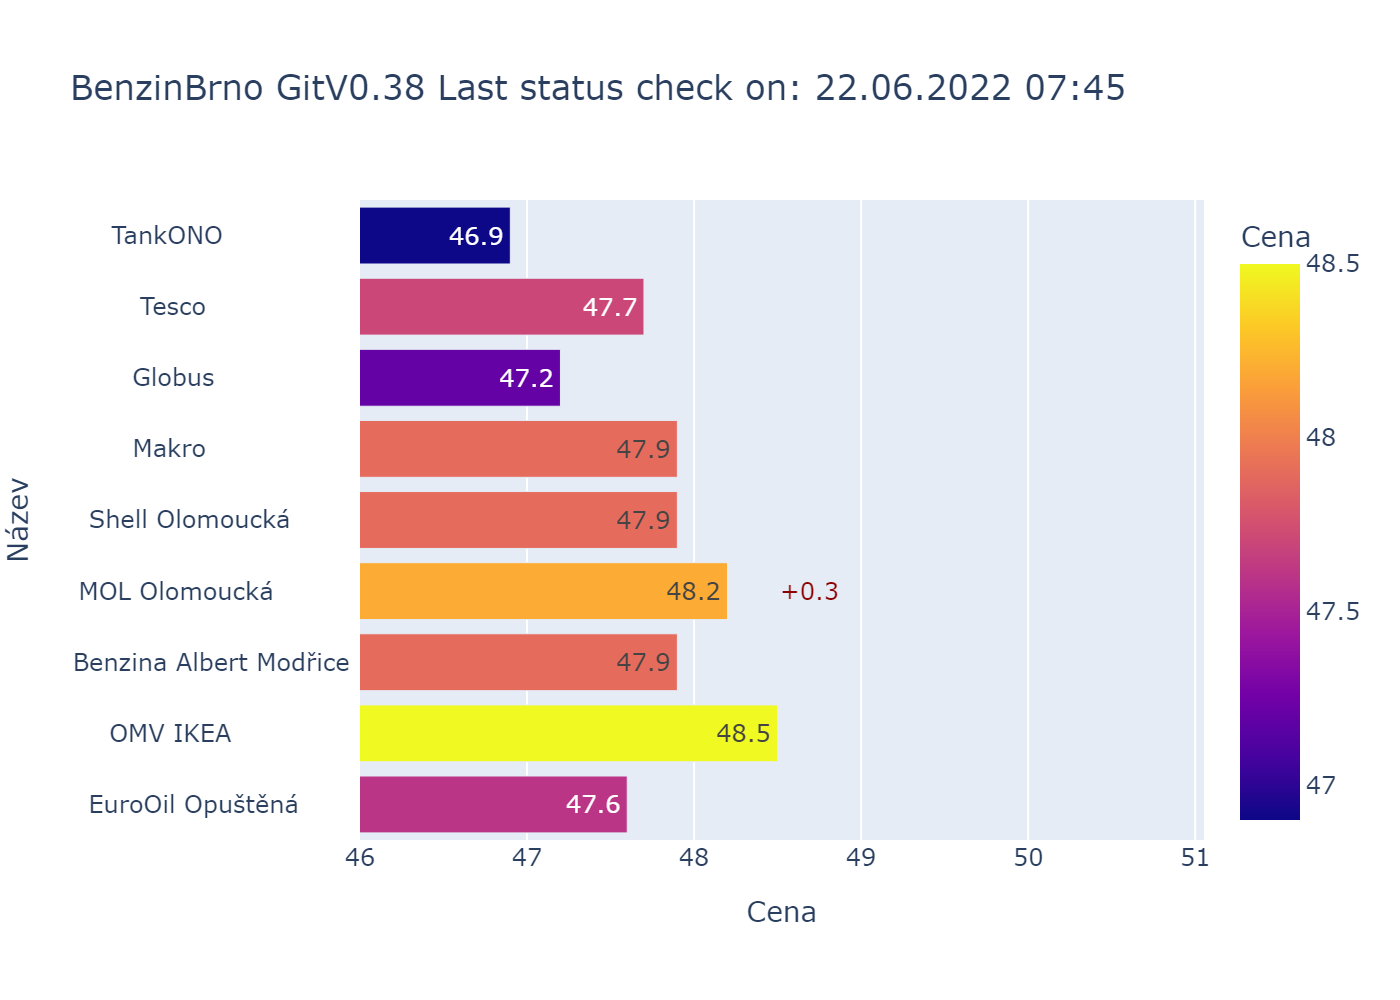 BenzinBrno GitV0.38 Last status check on: 22.06.2022 07:45
Název
TankONO 46.9
Tesco 47.7
Globus 47.2
Makro 47.9
Shell Olomoucká 47.9
MOL Olomoucká 48.2 +0.3
Benzina Albert Modřice 47.9
OMV IKEA 48.5
EuroOil Opuštěná 47.6
46 47 48 49 50 51
Cena
Cena
48.5
48
47.5
47